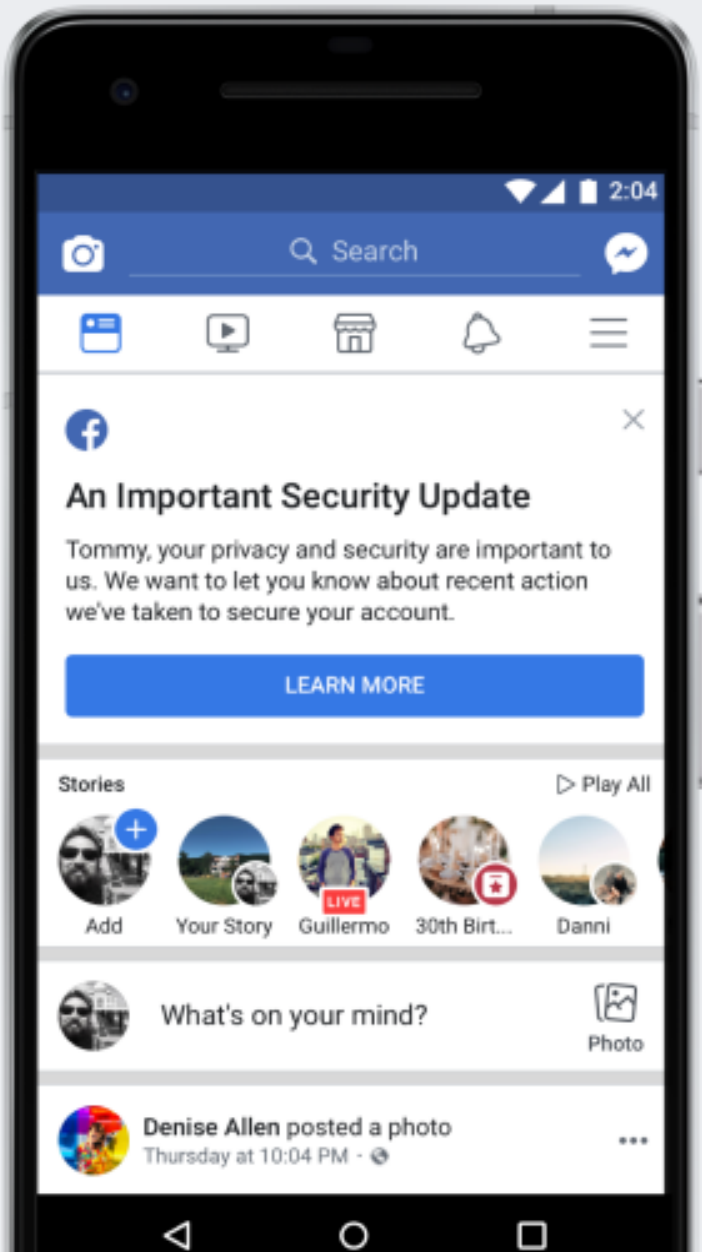 2:04
Search
An Important Security Update
Tommy, your privacy and security are important to
us. We want to let you know about recent action
we've taken to secure your account.
LEARN MORE
Stories
Play All
LIVE
Add
Your Story
Guillermo
30th Birt...
Danni
What's on your mind?
Photo
Denise Allen posted a photo
Thursday at 10:04 PM ·